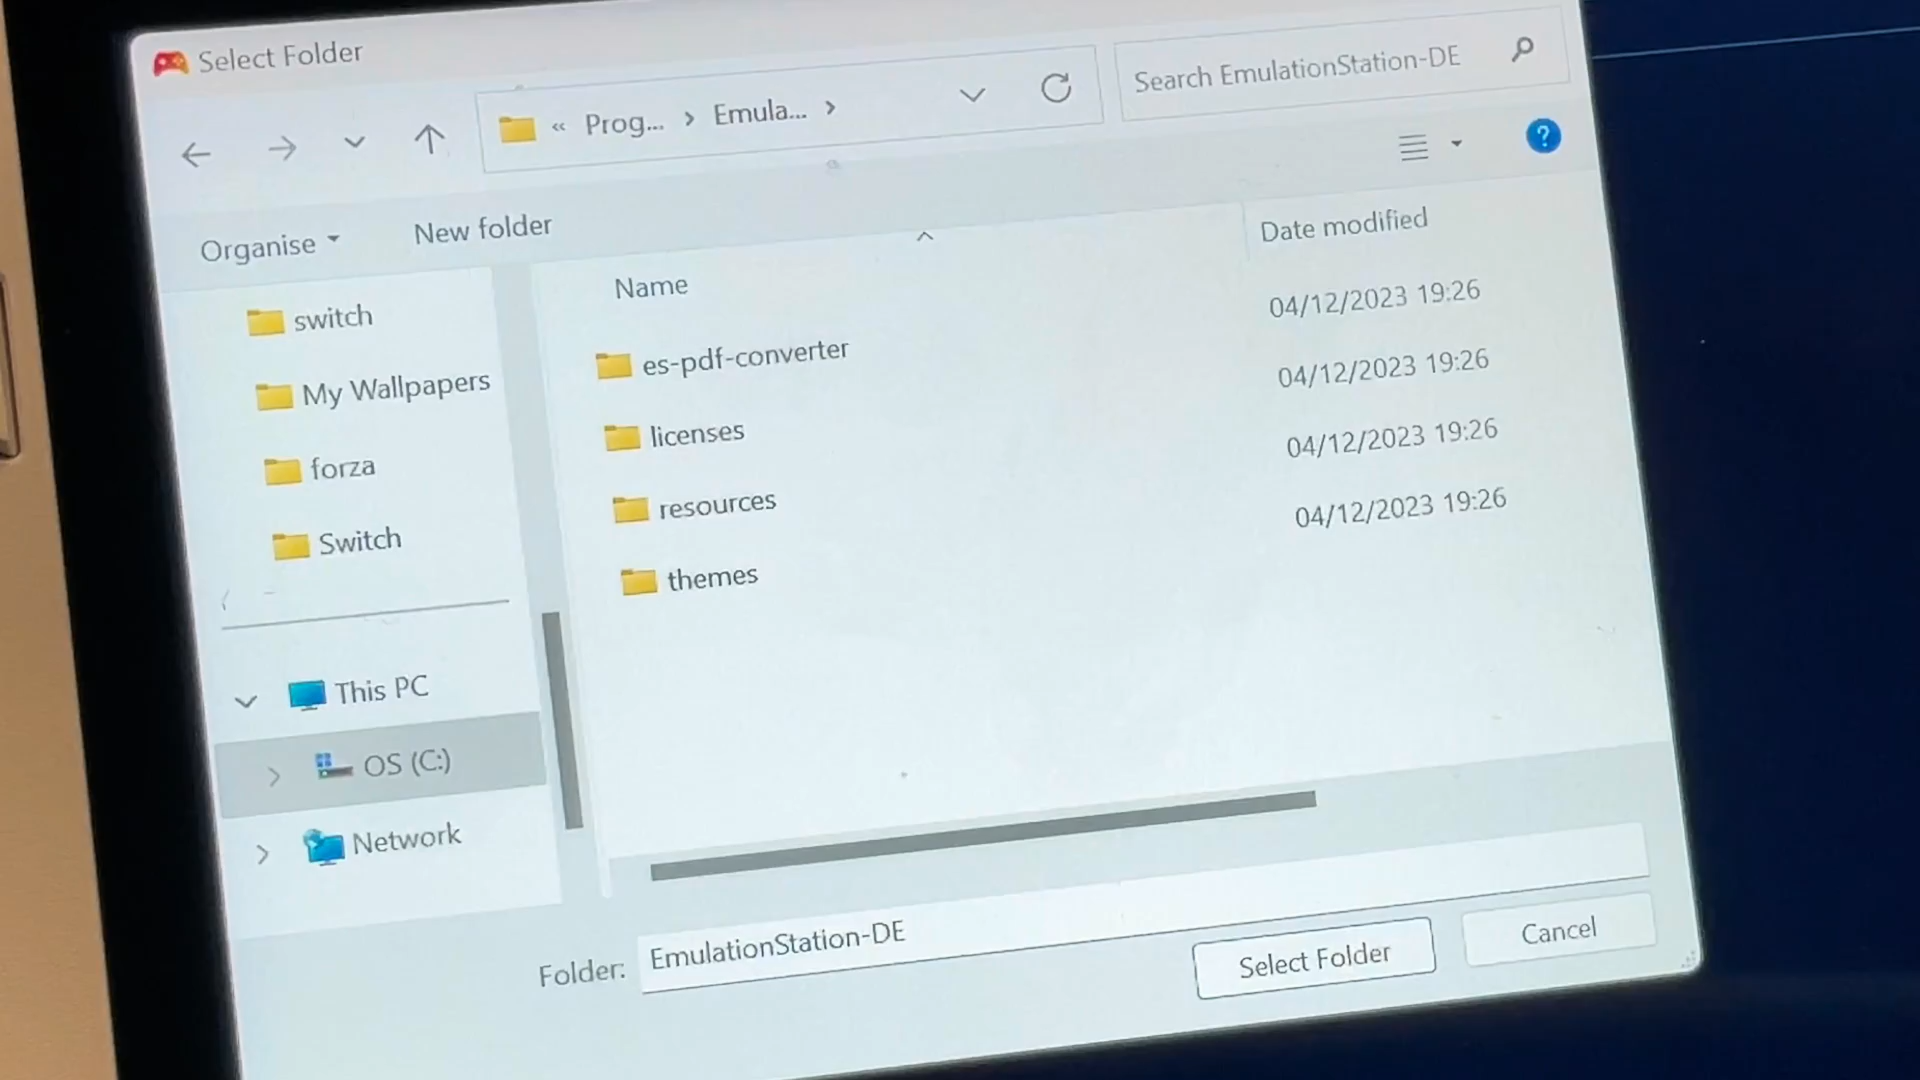 Select Folder
« Prog... > Emula... >
Search EmulationStation-DE
Organise
New folder
?
Name
Date modified
switch
My Wallpapers
forza
Switch
This PC
OS (C:)
Network
es-pdf-converter
04/12/2023 19:26
licenses
04/12/2023 19:26
resources
04/12/2023 19:26
themes
04/12/2023 19:26
Folder: EmulationStation-DE
Select Folder
Cancel